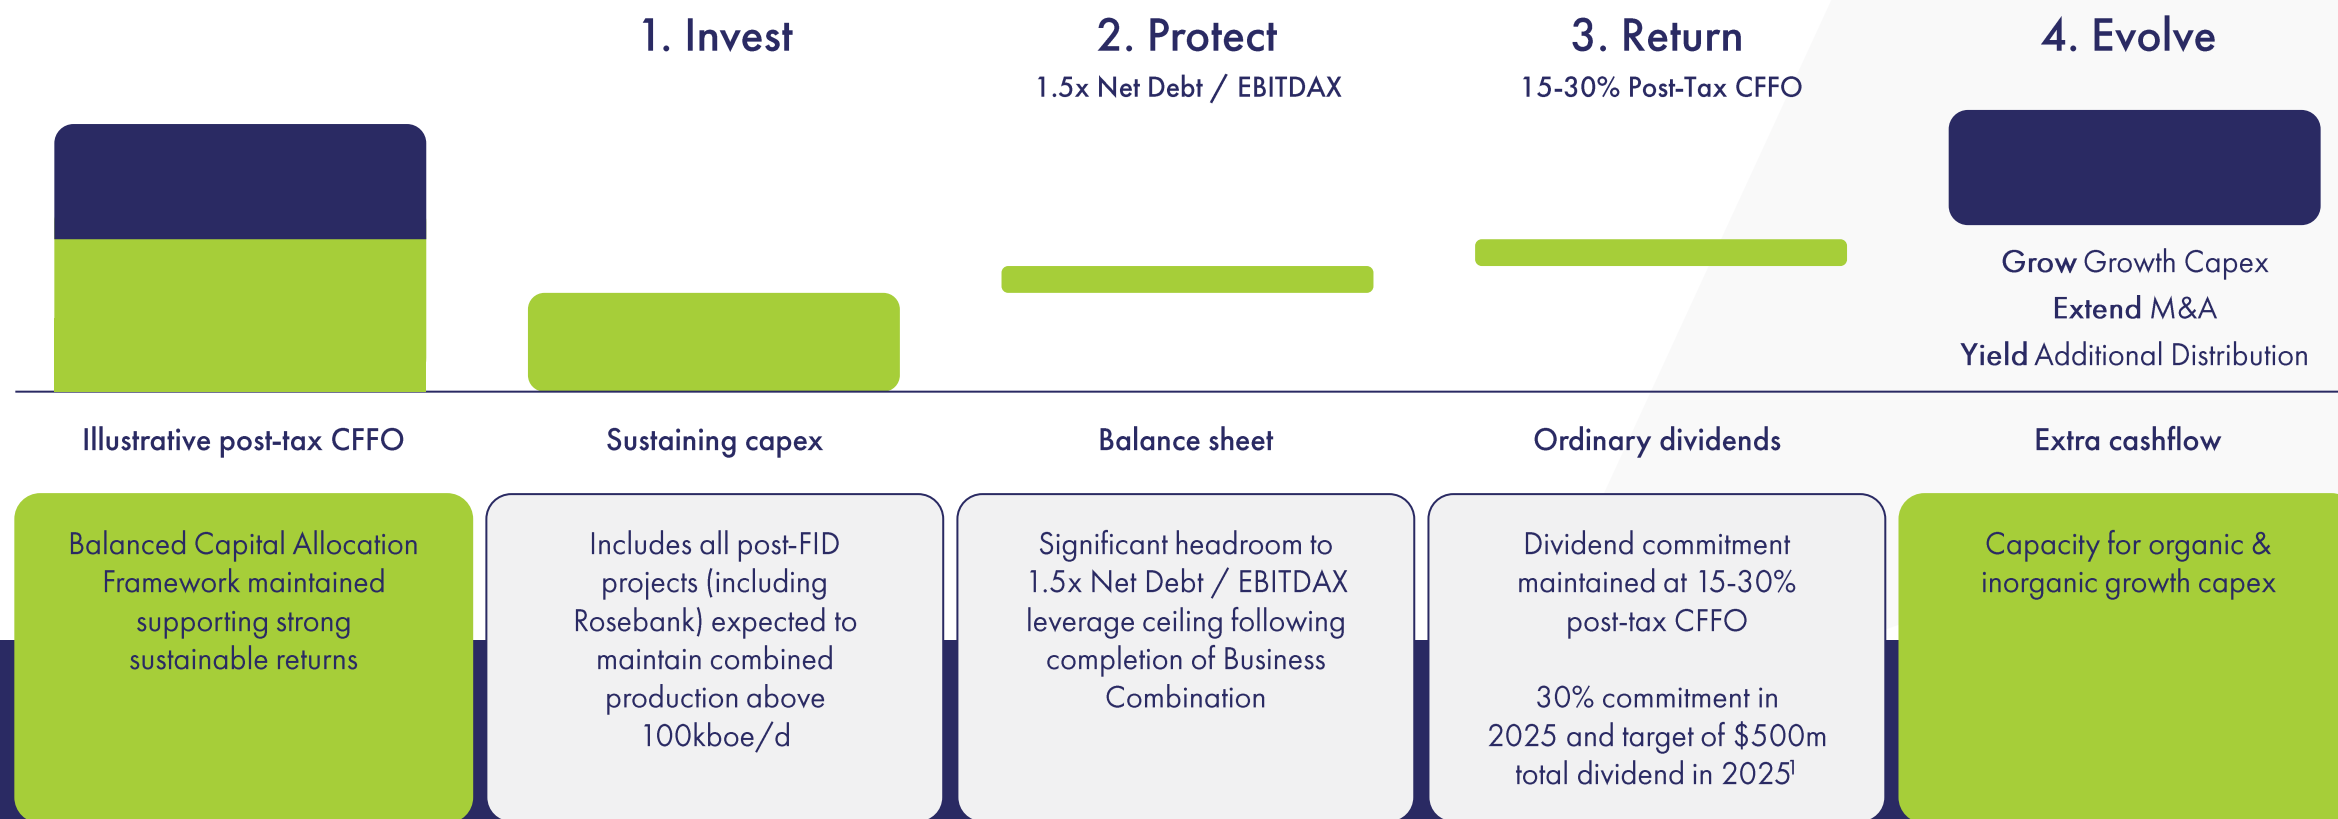 1. Invest
2. Protect
1.5x Net Debt / EBITDAX
3. Return
15-30% Post-Tax CFFO
4. Evolve
Grow Growth Capex
Extend M&A
Yield Additional Distribution
Illustrative post-tax CFFO
Sustaining capex
Balance sheet
Ordinary dividends
Extra cashflow
Balanced Capital Allocation
Framework maintained
supporting strong
sustainable returns
Includes all post-FID
projects (including
Rosebank) expected to
maintain combined
production above
100kboe/d
Significant headroom to
1.5x Net Debt / EBITDAX
leverage ceiling following
completion of Business
Combination
Dividend commitment
maintained at 15-30%
post-tax CFFO
30% commitment in
2025 and target of $500m
total dividend in 2025¹
Capacity for organic &
inorganic growth capex